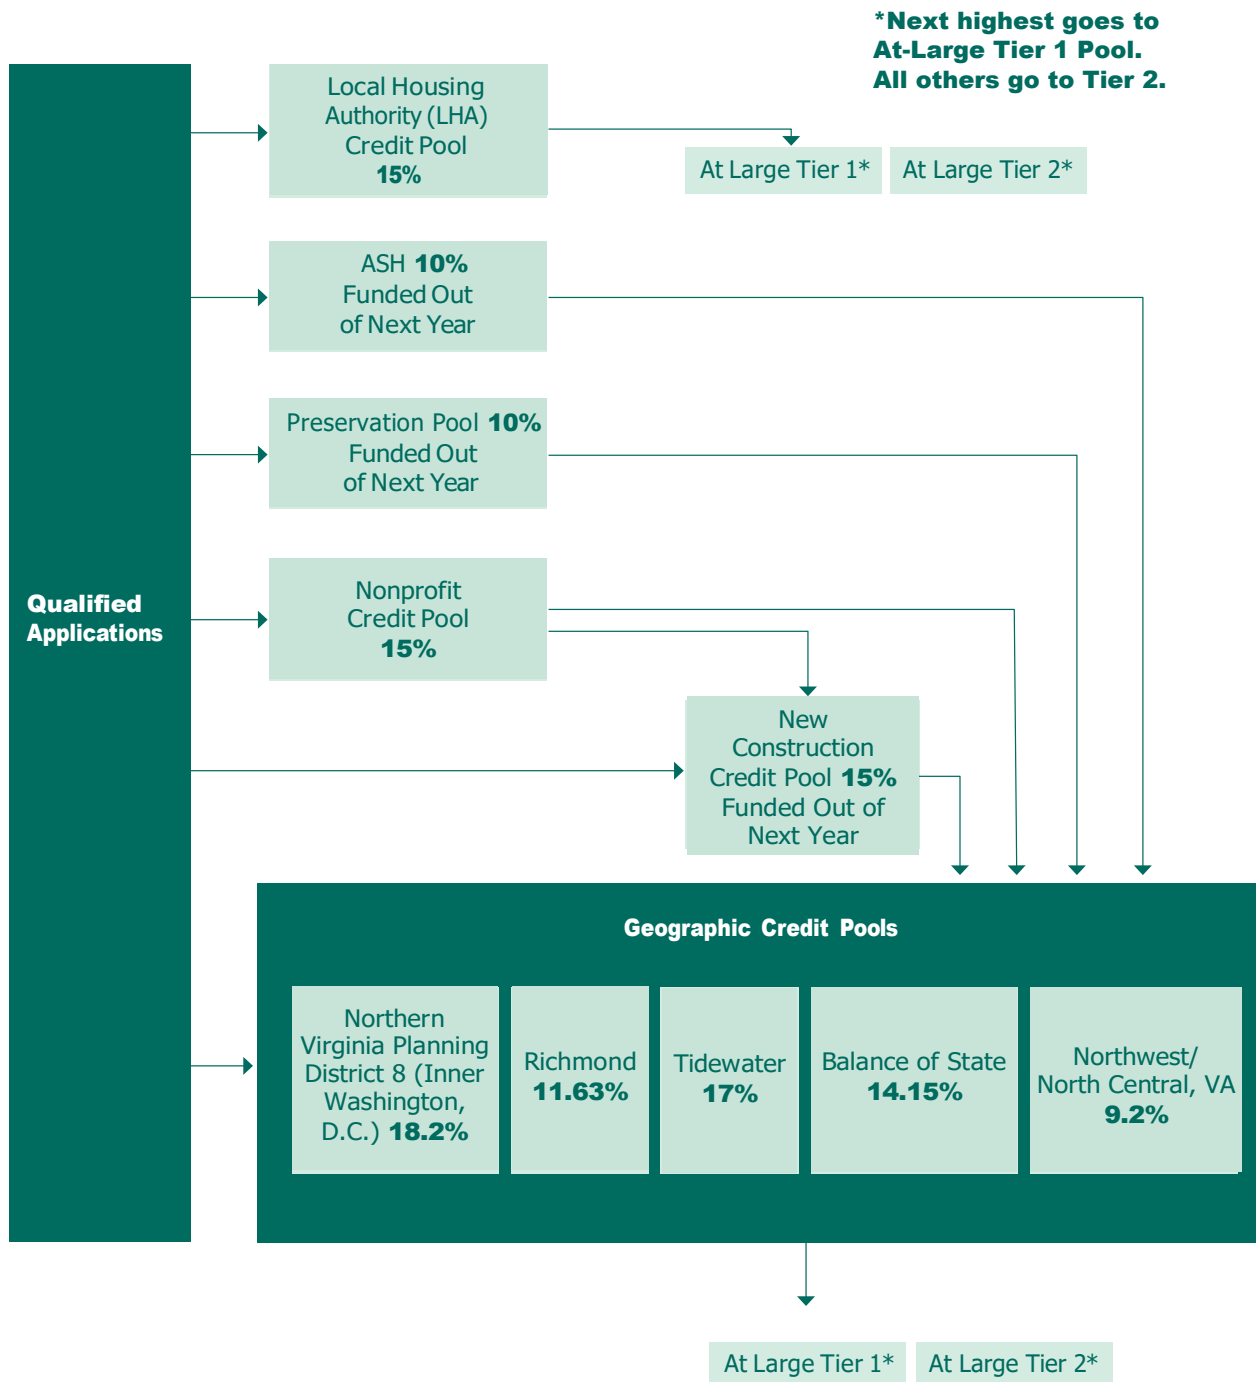 *Next highest goes to
At-Large Tier 1 Pool.
All others go to Tier 2.
Local Housing
Authority (LHA)
Credit Pool
15%
At Large Tier 1*
At Large Tier 2*
ASH 10%
Funded Out
of Next Year
Preservation Pool 10%
Funded Out
of Next Year
Qualified
Applications
Nonprofit
Credit Pool
15%
New
Construction
Credit Pool 15%
Funded Out of
Next Year
Geographic Credit Pools
Northern
Virginia Planning
District 8 (Inner
Washington,
D.C.) 18.2%
Richmond
11.63%
Tidewater
17%
Balance of State
14.15%
Northwest/
North Central, VA
9.2%
At Large Tier 1*
At Large Tier 2*